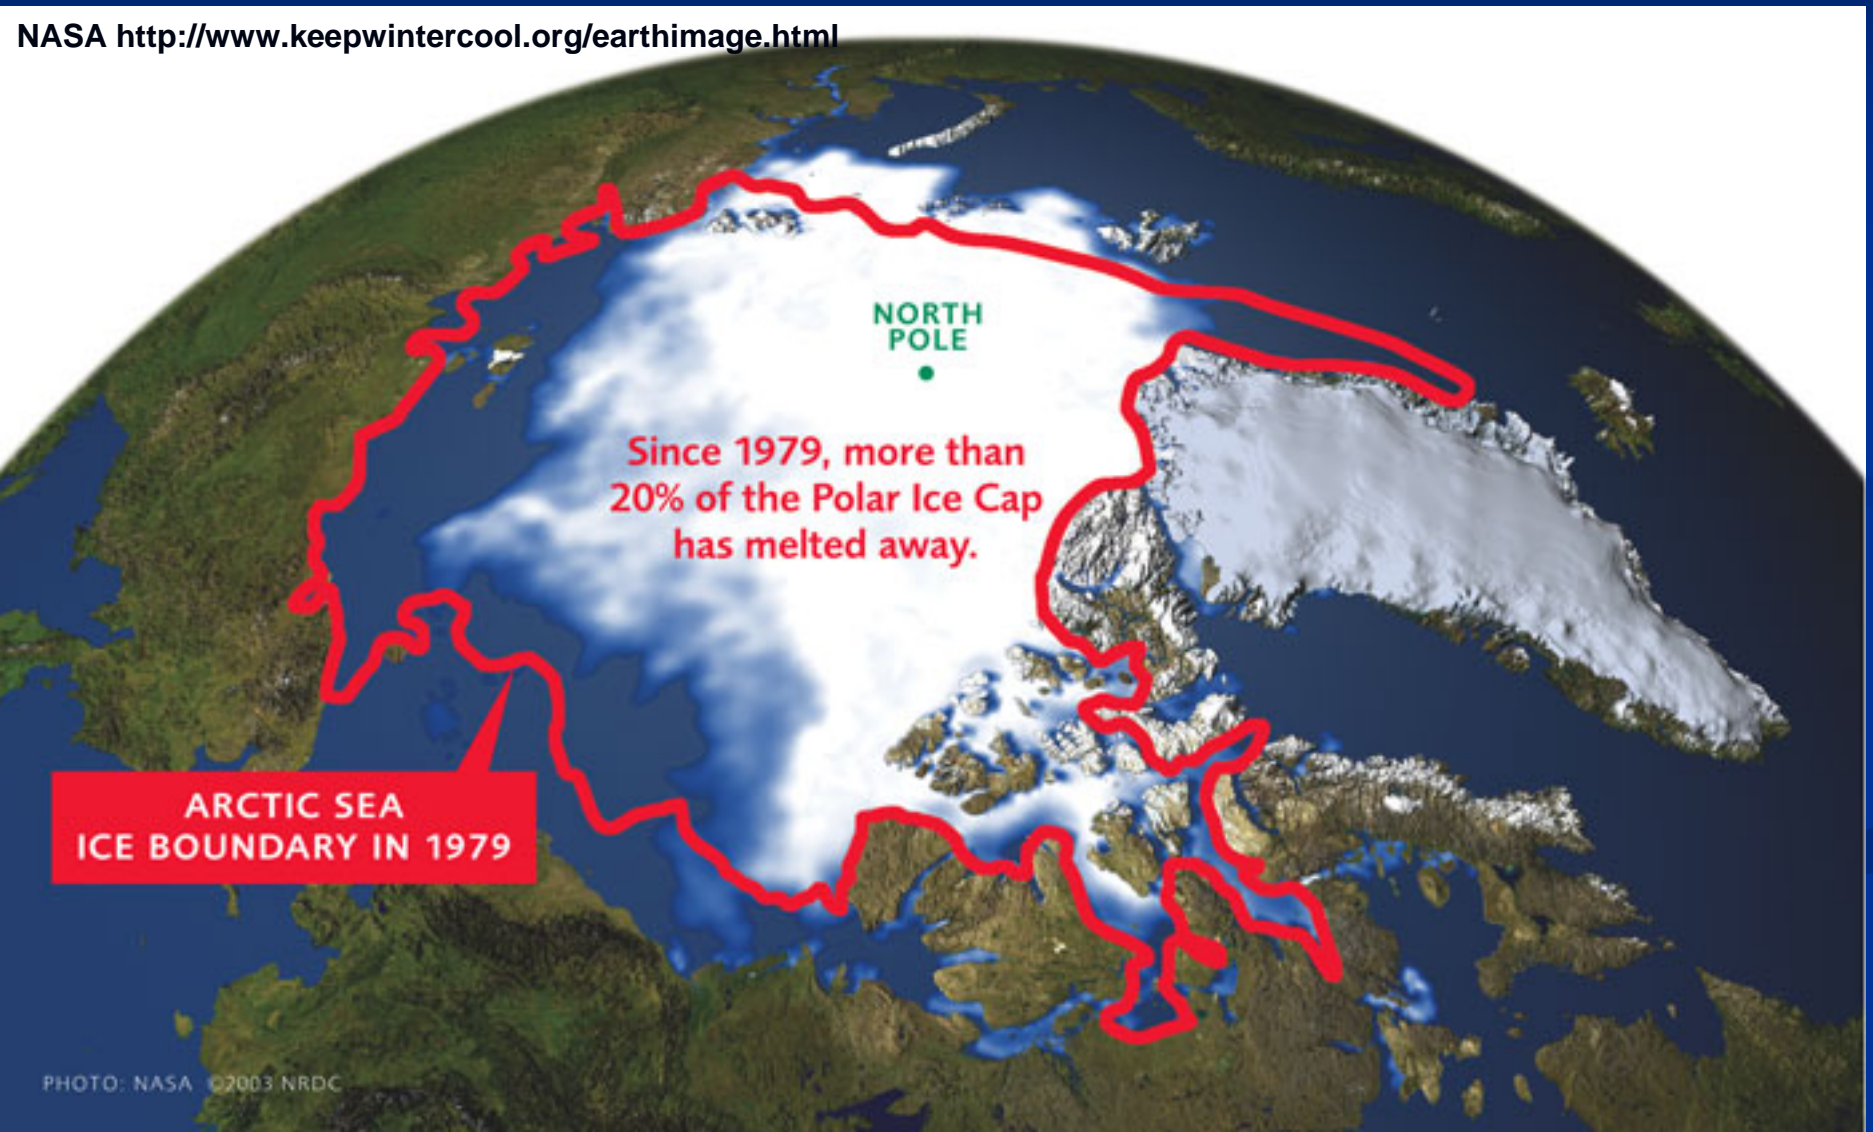 NASA http://www.keepwintercool.org/earthimage.html
NORTH
POLE
Since 1979, more than
20% of the Polar Ice Cap
has melted away.
ARCTIC SEA
ICE BOUNDARY IN 1979
PHOTO: NASA ©2003 NRDC